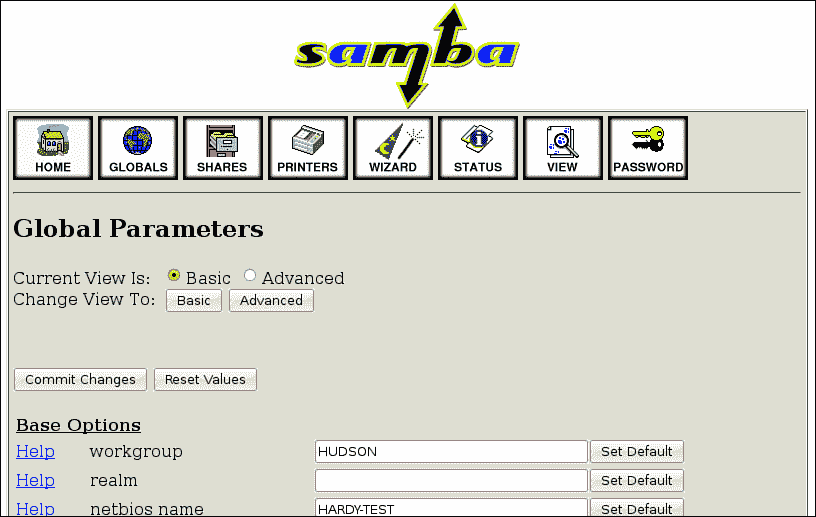 samba
HOME GLOBALS SHARES PRINTERS WIZARD STATUS VIEW PASSWORD
Global Parameters
Current View Is: Basic Advanced
Change View To: Basic Advanced
Commit Changes Reset Values
Base Options
Help workgroup HUDSON Set Default
Help realm Set Default
Help netbios name HARDY-TEST Set Default